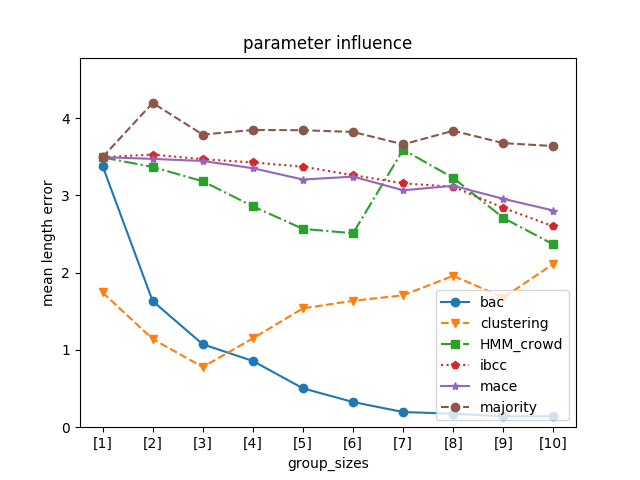 parameter influence
mean length error
4
3
2
1
0
bac
clustering
HMM_crowd
ibcc
mace
majority
[1] [2] [3] [4] [5] [6] [7] [8] [9] [10]
group_sizes